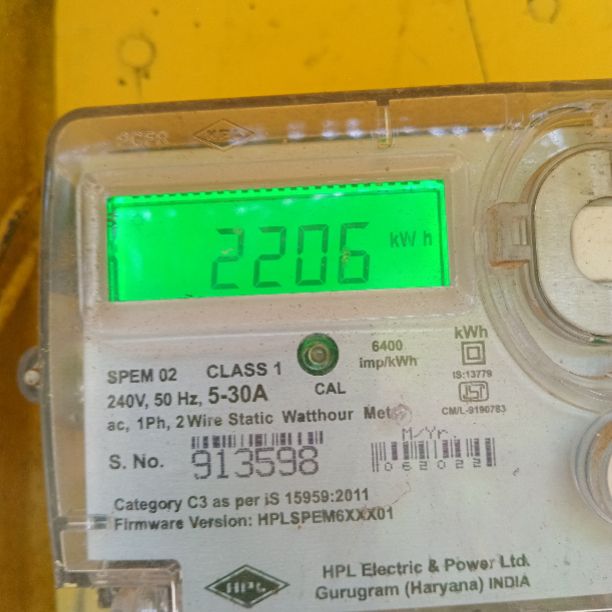 2206 kWh
6400
imp/kWh
kWh
IS:13779
CM/L-9190783
SPEM 02 CLASS 1
240V, 50 Hz, 5-30A
CAL
ac, 1Ph, 2 Wire Static Watthour Meter
M/Yr.
S. No. 913598
062022
Category C3 as per IS 15959:2011
Firmware Version: HPLSPEM6XXX01
HPL
HPL Electric & Power Ltd.
Gurugram (Haryana) INDIA